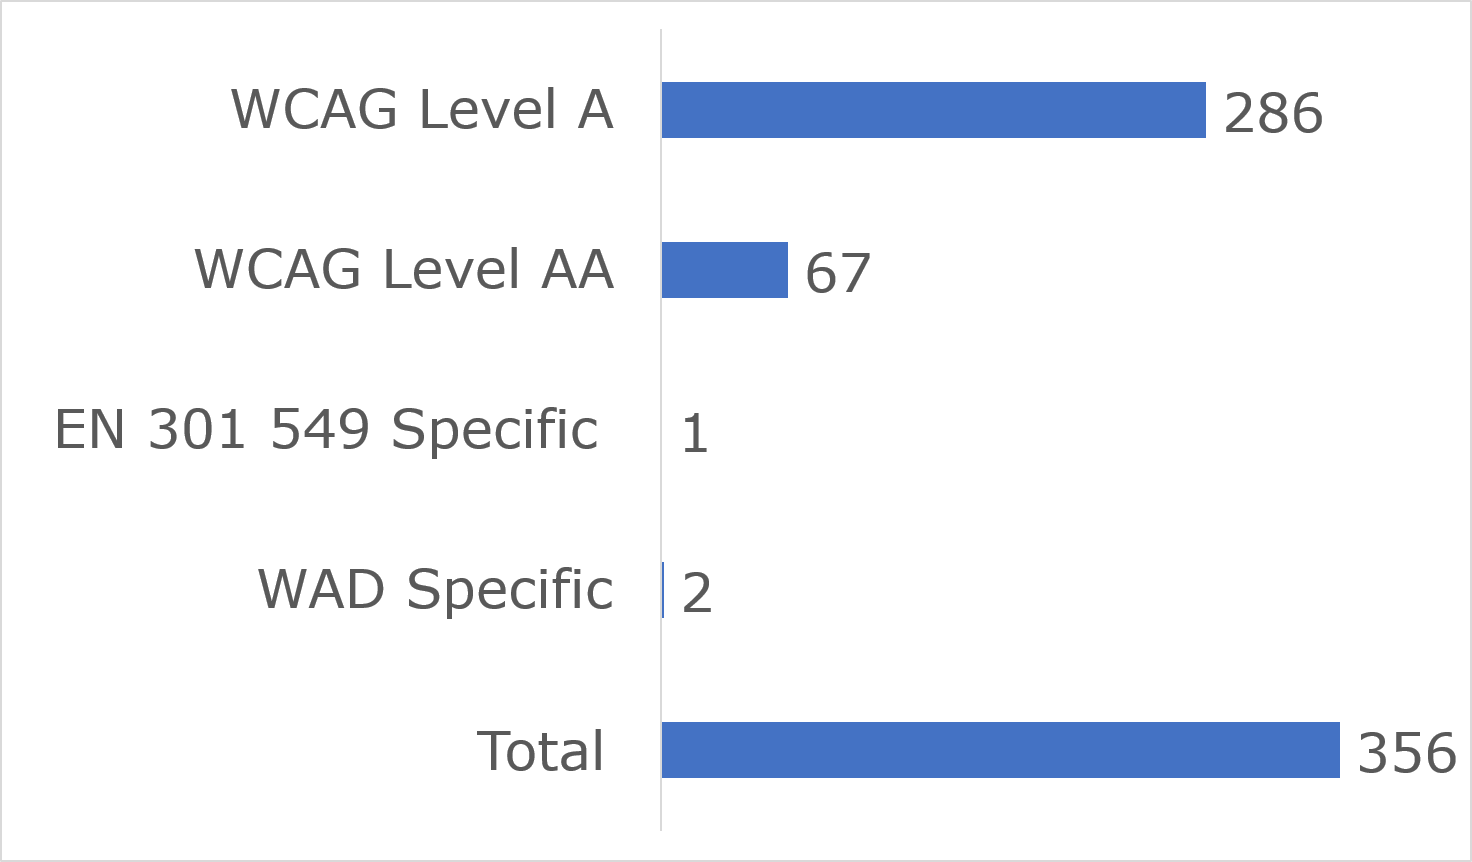 WCAG Level A 286
WCAG Level AA 67
EN 301 549 Specific 1
WAD Specific 2
Total 356